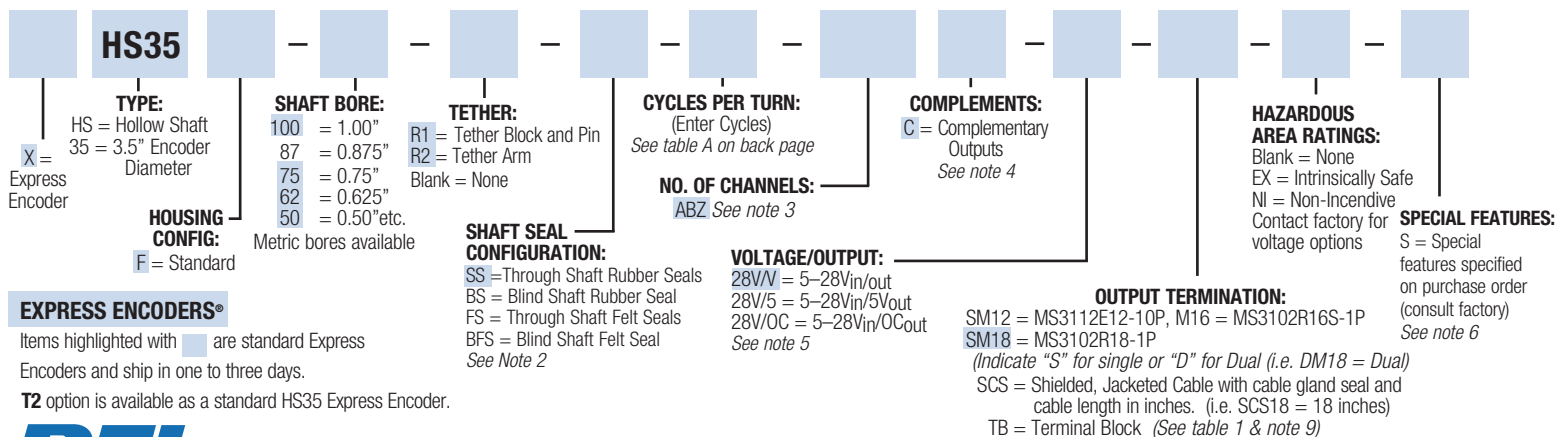 HS35 – – – – – – – – –
X = Express Encoder
TYPE:
HS = Hollow Shaft
35 = 3.5" Encoder
Diameter
HOUSING
CONFIG:
F = Standard
SHAFT BORE:
100 = 1.00"
87 = 0.875"
75 = 0.75"
62 = 0.625"
50 = 0.50"etc.
Metric bores available
TETHER:
R1 = Tether Block and Pin
R2 = Tether Arm
Blank = None
SHAFT SEAL
CONFIGURATION:
SS =Through Shaft Rubber Seals
BS = Blind Shaft Rubber Seal
FS = Through Shaft Felt Seals
BFS = Blind Shaft Felt Seal
See Note 2
CYCLES PER TURN:
(Enter Cycles)
See table A on back page
NO. OF CHANNELS:
ABZ See note 3
COMPLEMENTS:
C = Complementary
Outputs
See note 4
VOLTAGE/OUTPUT:
28V/V = 5–28Vin/out
28V/5 = 5–28Vin/5Vout
28V/OC = 5–28Vin/OCout
See note 5
OUTPUT TERMINATION:
SM12 = MS3112E12-10P, M16 = MS3102R16S-1P
SM18 = MS3102R18-1P
(Indicate “S” for single or “D” for Dual (i.e. DM18 = Dual)
SCS = Shielded, Jacketed Cable with cable gland seal and
cable length in inches. (i.e. SCS18 = 18 inches)
TB = Terminal Block (See table 1 & note 9)
HAZARDOUS
AREA RATINGS:
Blank = None
EX = Intrinsically Safe
NI = Non-Incendive
Contact factory for
voltage options
SPECIAL FEATURES:
S = Special
features specified
on purchase order
(consult factory)
See note 6
EXPRESS ENCODERS®
Items highlighted with are standard Express
Encoders and ship in one to three days.
T2 option is available as a standard HS35 Express Encoder.